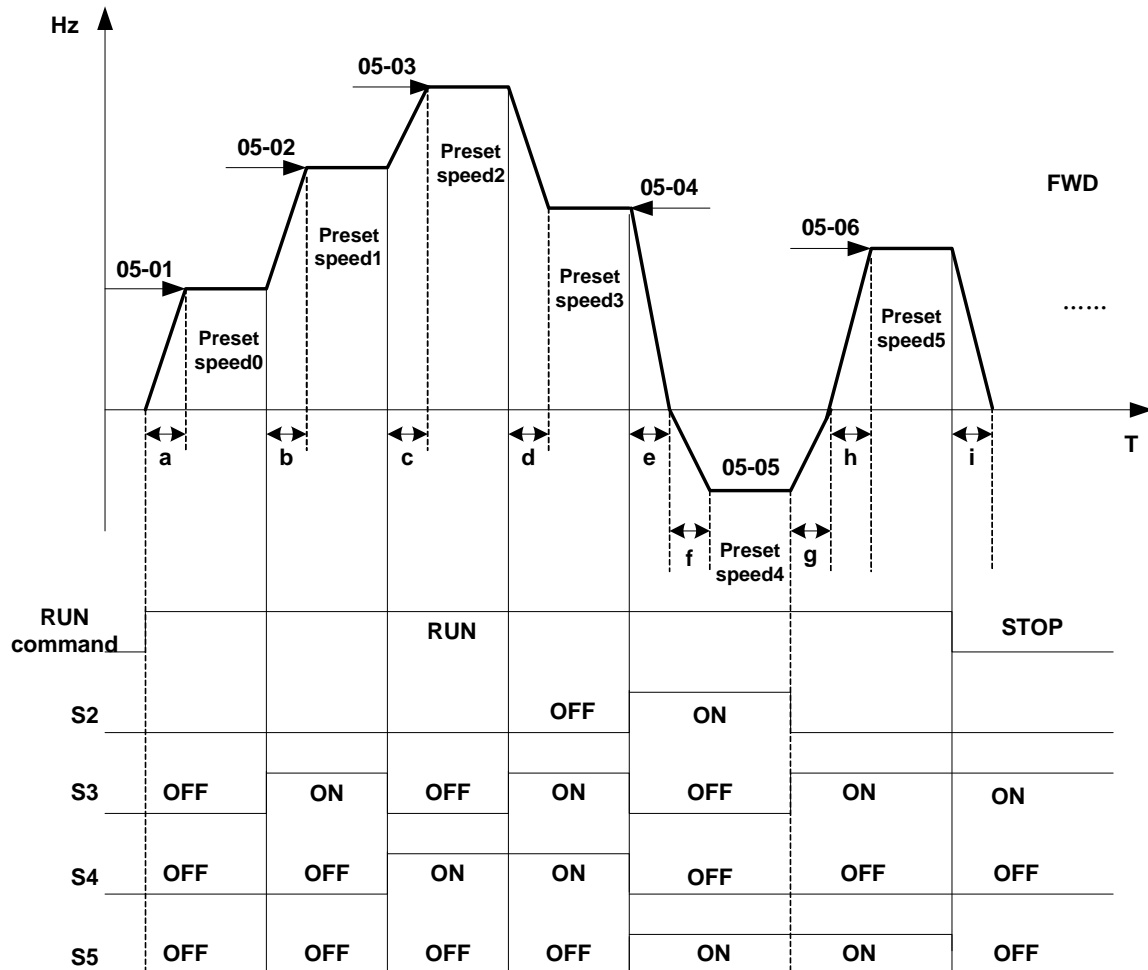 Hz
05-03
05-02
Preset
speed2
05-04
FWD
05-06
Preset
speed1
05-01
Preset
speed3
......
Preset
speed5
Preset
speed0
T
a
b
c
d
e
05-05
h
i
f
Preset
speed4
g
RUN
command
RUN
STOP
S2
OFF
ON
S3
OFF
ON
OFF
ON
OFF
ON
ON
S4
OFF
OFF
ON
ON
OFF
OFF
OFF
S5
OFF
OFF
OFF
OFF
ON
ON
OFF